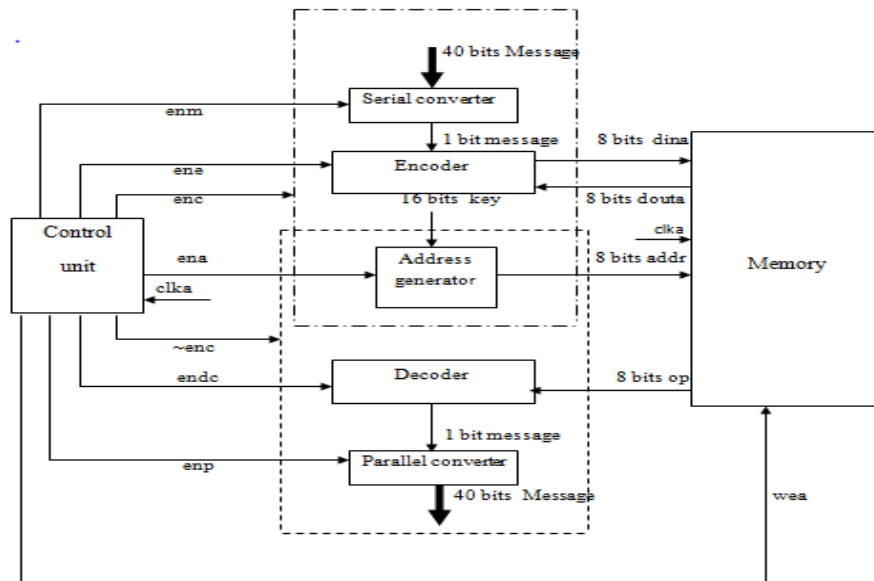 40 bits Message
Serial converter
enm
1 bit message
8 bits dina
Encoder
ene
enc
16 bits key
8 bits douta
clka
Control
unit
ena
Address
generator
8 bits addr
Memory
clka
~enc
endc
Decoder
8 bits op
1 bit message
enp
Parallel converter
40 bits Message
wea